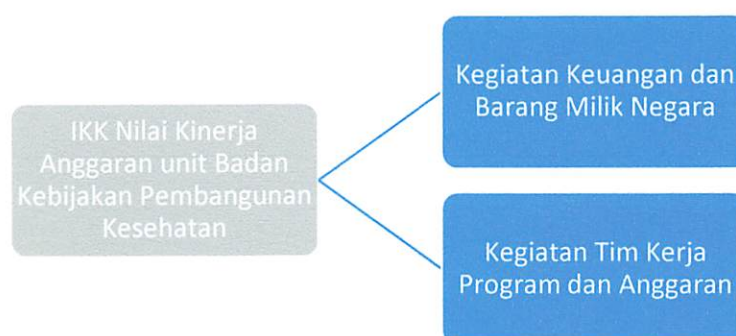 IKK Nilai Kinerja
Anggaran unit Badan
Kebijakan Pembangunan
Kesehatan
Kegiatan Keuangan dan
Barang Milik Negara
Kegiatan Tim Kerja
Program dan Anggaran